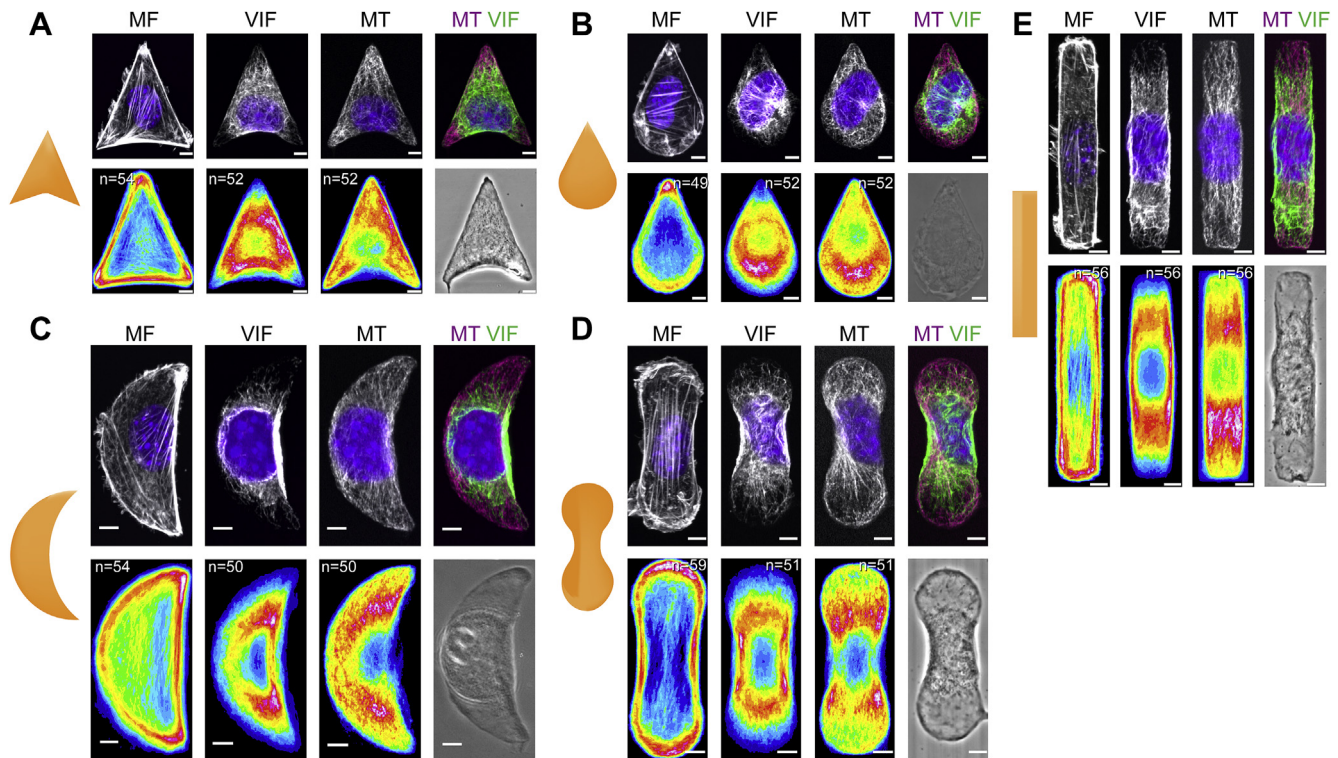 A
MF VIF MT MT VIF
n=54 n=52 n=52
B
MF VIF MT MT VIF
n=49 n=52 n=52
C
MF VIF MT MT VIF
n=54 n=50 n=50
D
MF VIF MT MT VIF
n=59 n=51 n=51
E
MF VIF MT MT VIF
n=56 n=56 n=56